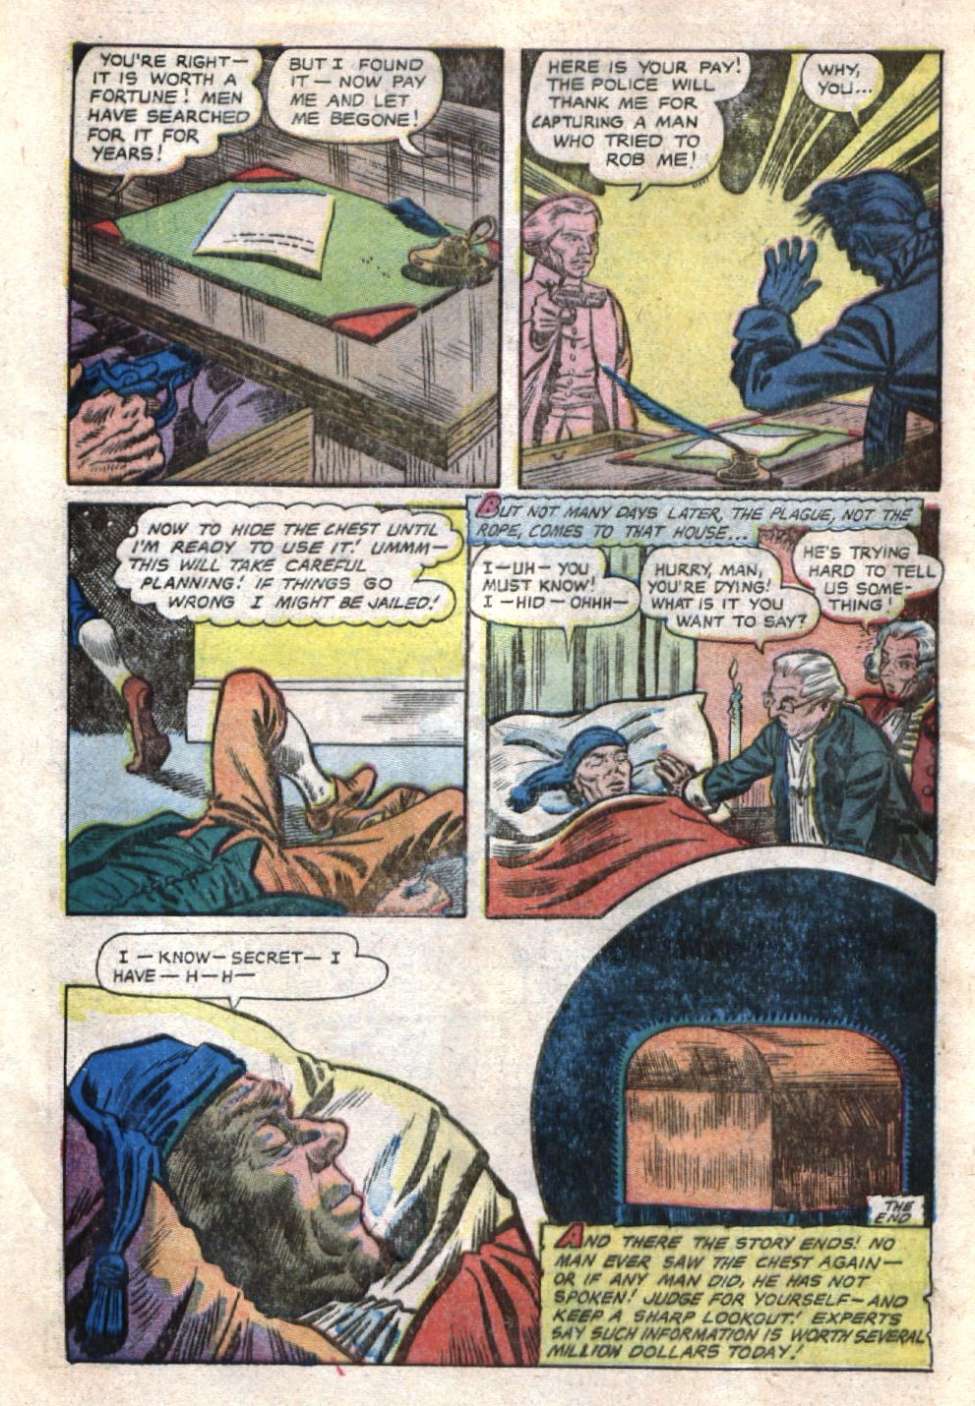 YOU'RE RIGHT—
IT IS WORTH A
FORTUNE! MEN
HAVE SEARCHED
FOR IT FOR
YEARS!
BUT I FOUND
IT — NOW PAY
ME AND LET
ME BEGONE!
HERE IS YOUR PAY!
THE POLICE WILL
THANK ME FOR
CAPTURING A MAN
WHO TRIED TO
ROB ME!
WHY,
YOU...
NOW TO HIDE THE CHEST UNTIL
I'M READY TO USE IT! UMMM—
THIS WILL TAKE CAREFUL
PLANNING! IF THINGS GO
WRONG I MIGHT BE JAILED!
BUT NOT MANY DAYS LATER, THE PLAGUE, NOT THE
ROPE, COMES TO THAT HOUSE...
I—UH— YOU
MUST KNOW!
I —HID — OHHH—
HURRY, MAN,
YOU'RE DYING!
WHAT IS IT YOU
WANT TO SAY?
HE'S TRYING
HARD TO TELL
US SOME-
THING!
I — KNOW— SECRET— I
HAVE — H—H—
THE
END
AND THERE THE STORY ENDS! NO
MAN EVER SAW THE CHEST AGAIN—
OR IF ANY MAN DID, HE HAS NOT
SPOKEN! JUDGE FOR YOURSELF—AND
KEEP A SHARP LOOKOUT! EXPERTS
SAY SUCH INFORMATION IS WORTH SEVERAL
MILLION DOLLARS TODAY!